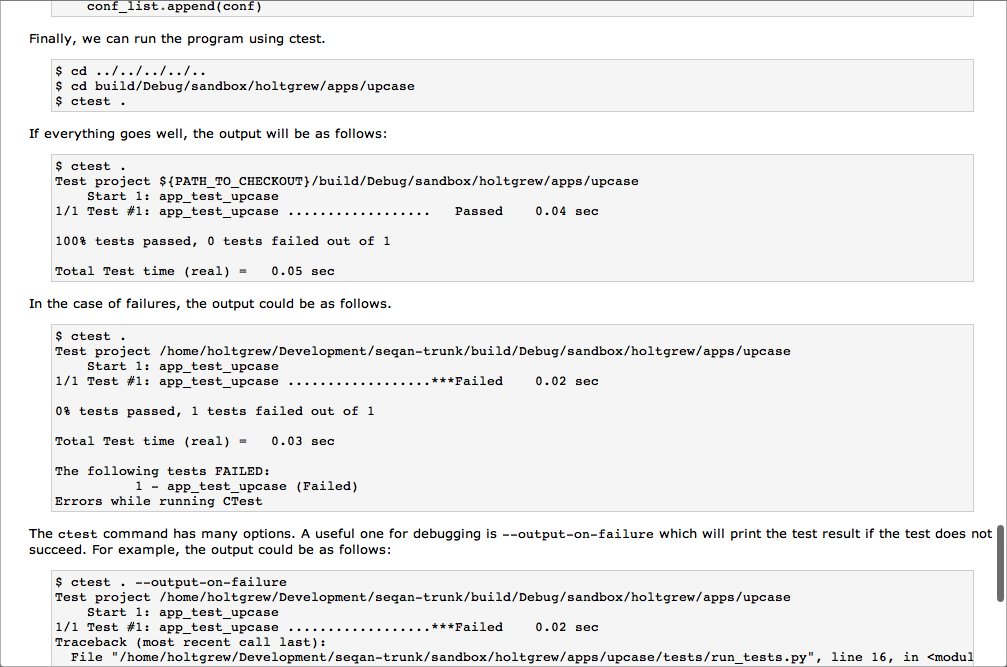 conf_list.append(conf)
Finally, we can run the program using ctest.
$ cd ../../../../..
$ cd build/Debug/sandbox/holtgrew/apps/upcase
$ ctest .
If everything goes well, the output will be as follows:
$ ctest .
Test project ${PATH_TO_CHECKOUT}/build/Debug/sandbox/holtgrew/apps/upcase
    Start 1: app_test_upcase
1/1 Test #1: app_test_upcase ..................   Passed    0.04 sec
100% tests passed, 0 tests failed out of 1
Total Test time (real) =   0.05 sec
In the case of failures, the output could be as follows.
$ ctest .
Test project /home/holtgrew/Development/seqan-trunk/build/Debug/sandbox/holtgrew/apps/upcase
    Start 1: app_test_upcase
1/1 Test #1: app_test_upcase ..................***Failed    0.02 sec
0% tests passed, 1 tests failed out of 1
Total Test time (real) =   0.03 sec
The following tests FAILED:
          1 - app_test_upcase (Failed)
Errors while running CTest
The ctest command has many options. A useful one for debugging is --output-on-failure which will print the test result if the test does not
succeed. For example, the output could be as follows:
$ ctest . --output-on-failure
Test project /home/holtgrew/Development/seqan-trunk/build/Debug/sandbox/holtgrew/apps/upcase
    Start 1: app_test_upcase
1/1 Test #1: app_test_upcase ..................***Failed    0.02 sec
Traceback (most recent call last):
  File "/home/holtgrew/Development/seqan-trunk/sandbox/holtgrew/apps/upcase/tests/run_tests.py", line 16, in <modul